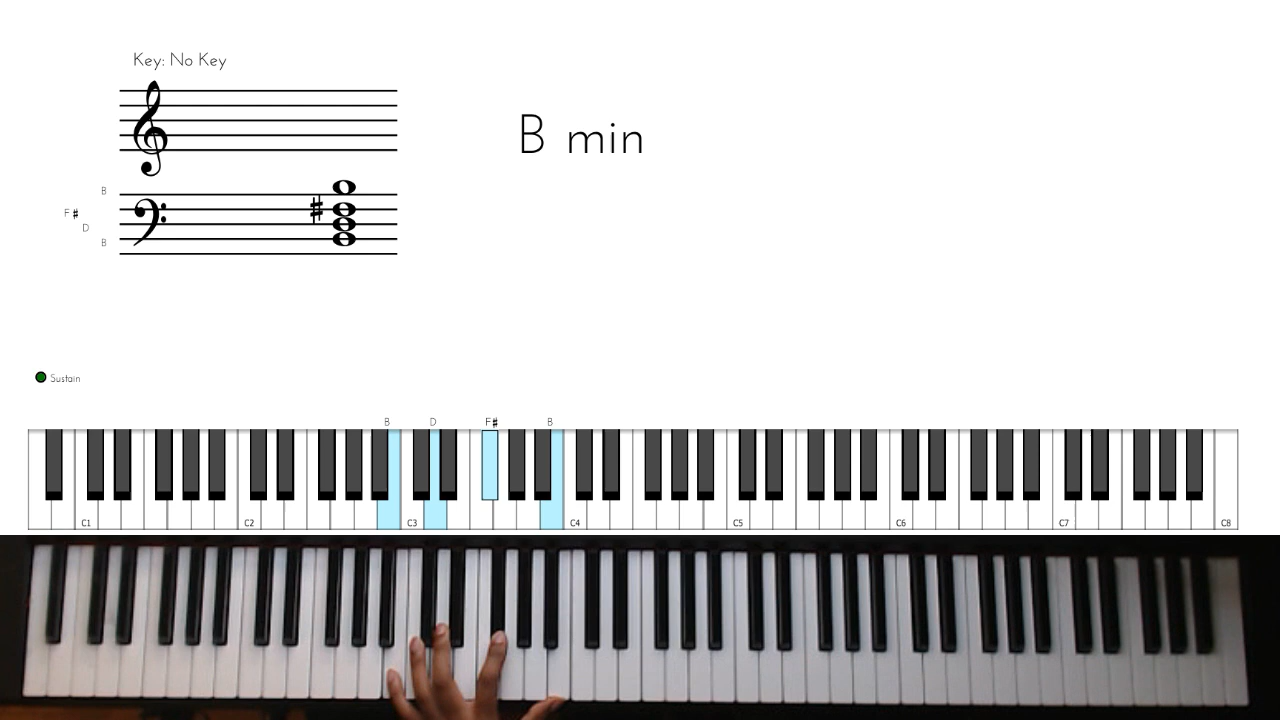 Key: No Key
B min
B
F♯
D
B
Sustain
B D F♯ B
C1 C2 C3 C4 C5 C6 C7 C8